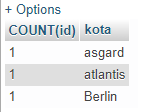 + Options
COUNT(id) kota
1 asgard
1 atlantis
1 Berlin